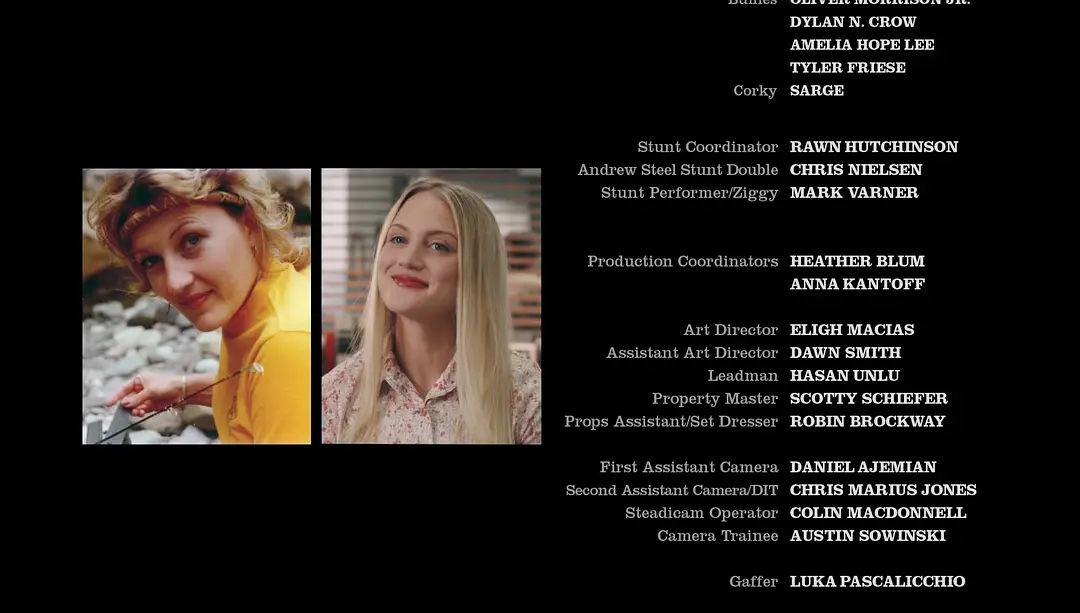 Bullies OLIVER MORRISON JR.
DYLAN N. CROW
AMELIA HOPE LEE
TYLER FRIESE
Corky SARGE
Stunt Coordinator RAWN HUTCHINSON
Andrew Steel Stunt Double CHRIS NIELSEN
Stunt Performer/Ziggy MARK VARNER
Production Coordinators HEATHER BLUM
ANNA KANTOFF
Art Director ELIGH MACIAS
Assistant Art Director DAWN SMITH
Leadman HASAN UNLU
Property Master SCOTTY SCHIEFER
Props Assistant/Set Dresser ROBIN BROCKWAY
First Assistant Camera DANIEL AJEMIAN
Second Assistant Camera/DIT CHRIS MARIUS JONES
Steadicam Operator COLIN MACDONNELL
Camera Trainee AUSTIN SOWINSKI
Gaffer LUKA PASCALICCHIO